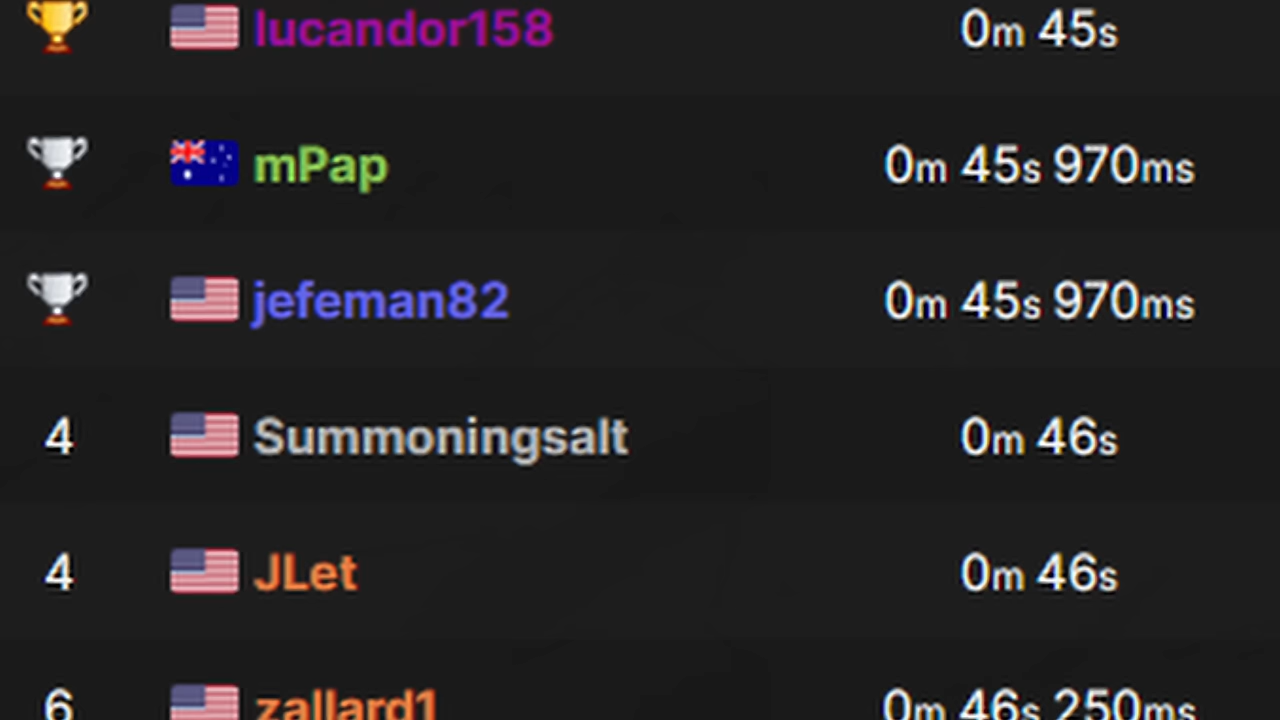 lucandor158 0m 45s
mPap 0m 45s 970ms
jefeman82 0m 45s 970ms
4 Summoningsalt 0m 46s
4 JLet 0m 46s
6 zallard1 0m 46s 250ms